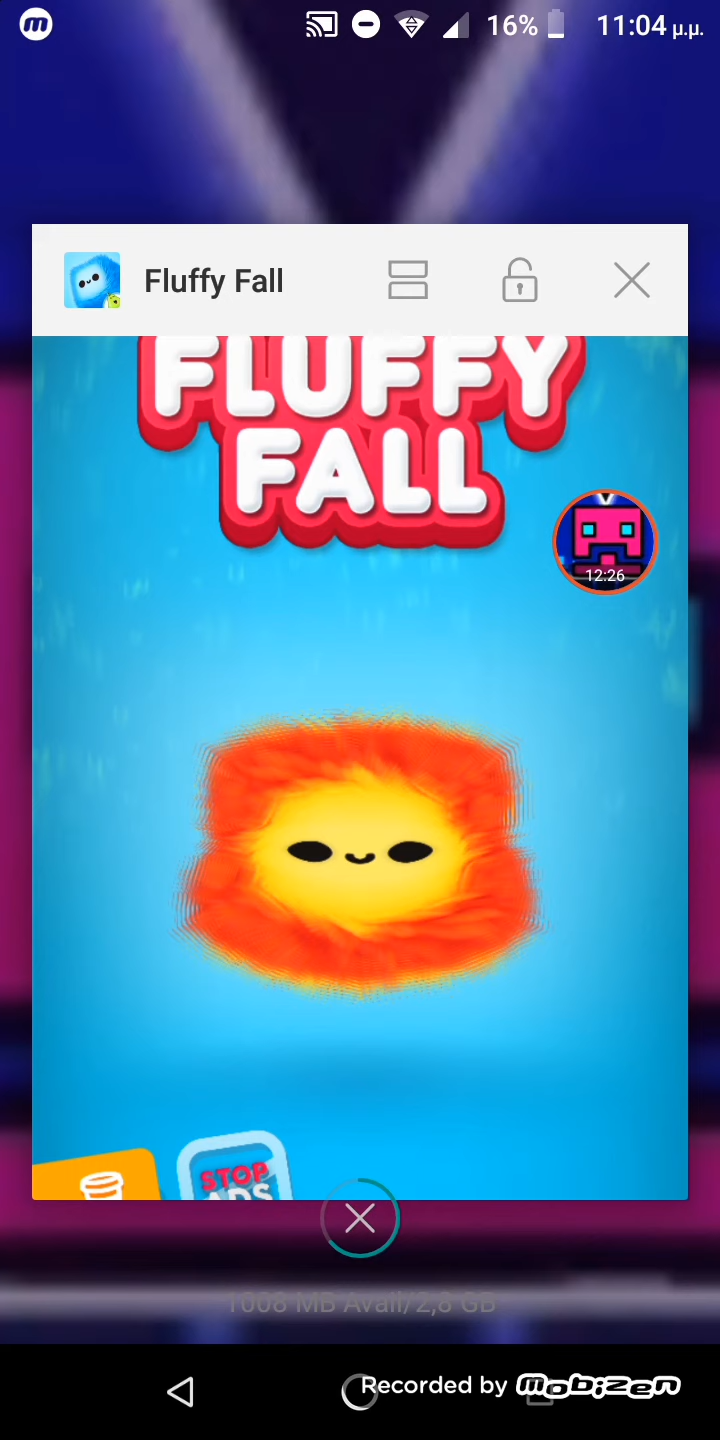 16% 11:04 μ.μ.
Fluffy Fall
FLUFFY
FALL
12:26
STOP
ADS
1008 MB Avail/2,8 GB
Recorded by mobizen